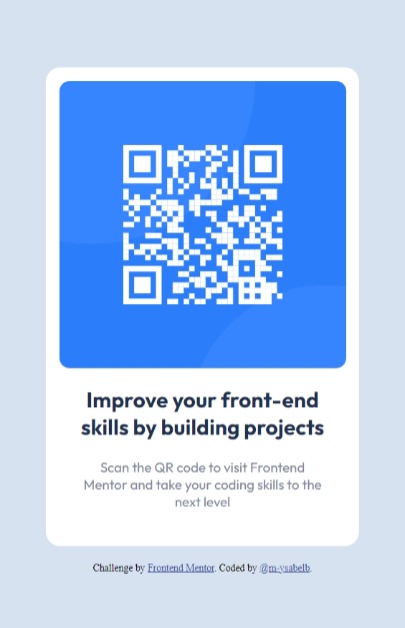 Improve your front-end
skills by building projects
Scan the QR code to visit Frontend
Mentor and take your coding skills to the
next level
Challenge by Frontend Mentor. Coded by @m-ysabelb.